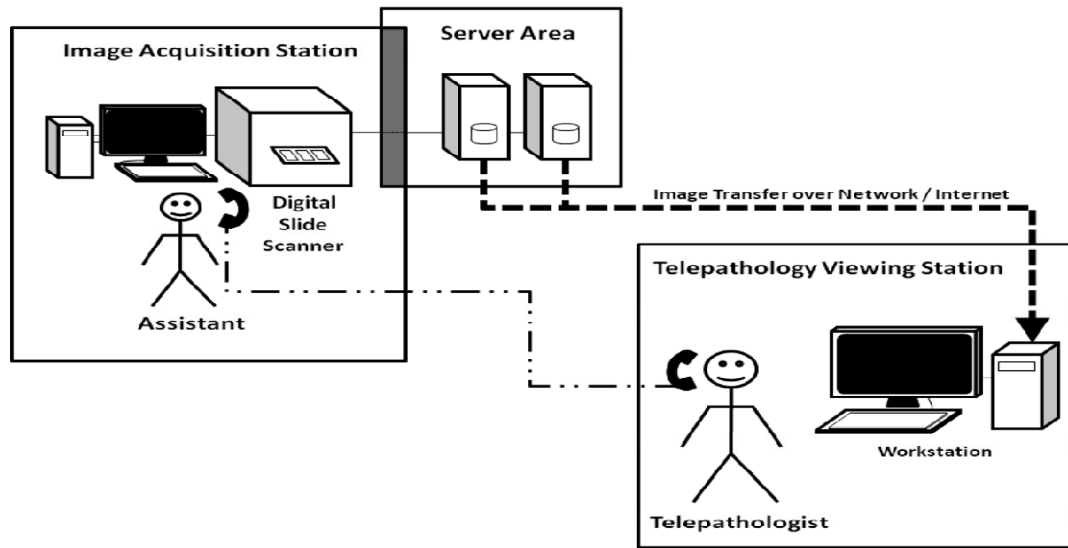 Image Acquisition Station
Server Area
Digital
Slide
Scanner
Assistant
Image Transfer over Network / Internet
Telepathology Viewing Station
Workstation
Telepathologist